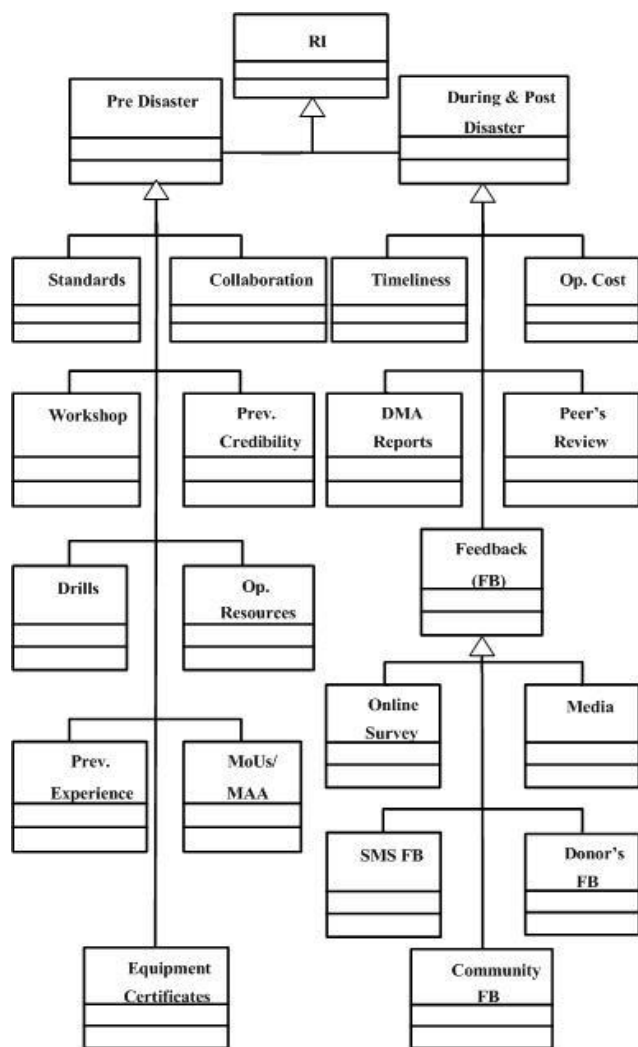 RI
Pre Disaster
During & Post
Disaster
Standards
Collaboration
Timeliness
Op. Cost
Workshop
Prev.
Credibility
DMA
Reports
Peer's
Review
Drills
Op.
Resources
Feedback
(FB)
Online
Survey
Media
Prev.
Experience
MoUs/
MAA
SMS FB
Donor's
FB
Equipment
Certificates
Community
FB